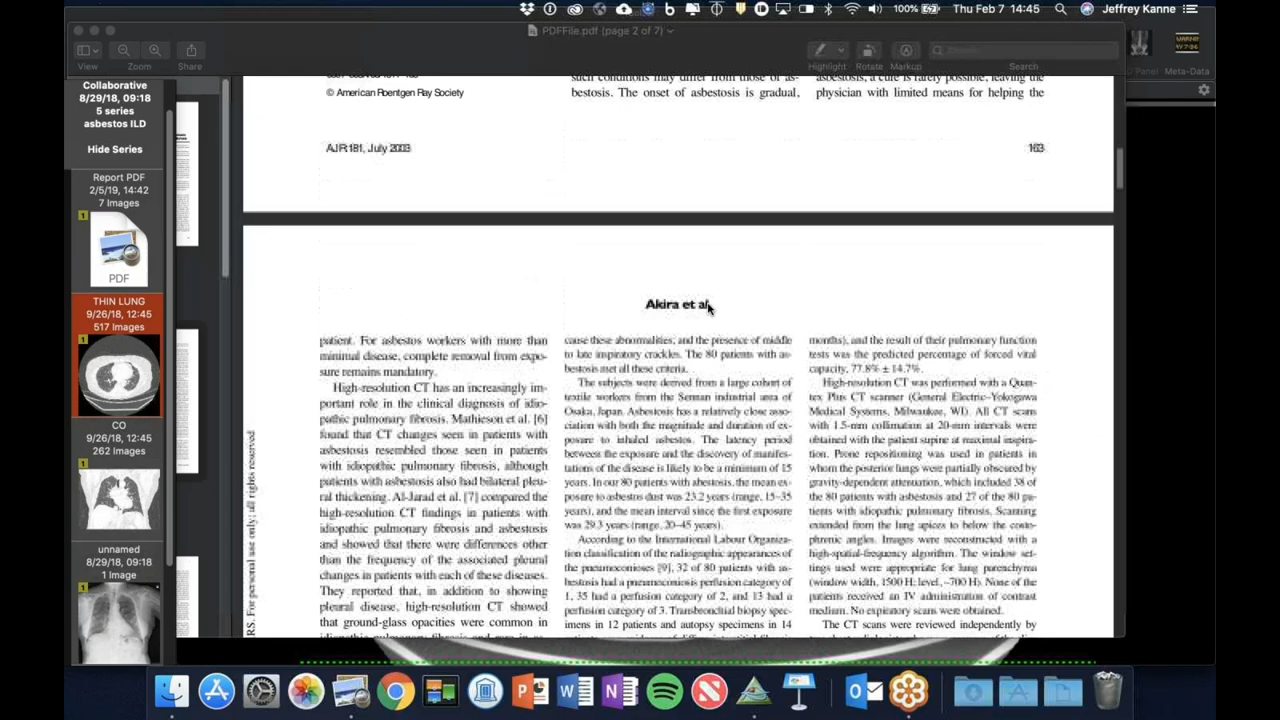 100%
Thu Feb 7 14:45
Jeffrey Kanne
PDFFile.pdf (page 2 of 7)
View
Zoom
Share
Highlight
Rotate
Markup
Search
Meta-Data
Collaborative
8/29/18, 09:18
5 series
asbestos ILD
Hide Series
Report PDF
2/5/19, 14:42
7 Images
PDF
THIN LUNG
9/26/18, 12:45
517 Images
CO
9/26/18, 12:45
262 Images
unnamed
8/29/18, 09:18
1 Image
© American Roentgen Ray Society
such conditions may differ from those of as-
bestosis. The onset of asbestosis is gradual,
asbestosis, a cure is rarely possible, leaving the
physician with limited means for helping the
AJR:181, July 2003
163
Akira et al.
patient. For asbestos workers with more than
minimal disease, complete removal from expo-
sure remains mandatory.
High-resolution CT has an increasingly im-
portant role in the clinical diagnosis of idio-
pathic pulmonary fibrosis. Mathieson et al. [6]
found that CT changes seen in patients with
asbestosis resembled those seen in patients
with idiopathic pulmonary fibrosis, although
patients with asbestosis also had bilateral pleu-
ral thickening. Al-Jarad et al. [7] compared the
high-resolution CT findings in patients with
idiopathic pulmonary fibrosis and asbestosis
and showed that there were differences other
than the frequency of the associated pleural
changes in patients with each of these diseases.
They reported that, in addition to showing
pleural disease, high-resolution CT showed
that ground-glass opacities were common in
cause these abnormalities; and the presence of middle
to late inspiratory crackles. The 80 patients with as-
bestosis met all these criteria.
The subjects were derived from a large cohort of
textile workers from the Sennan industrial area of
Osaka, Japan. Asbestosis has a relatively close asso-
ciation with both the magnitude and duration of ex-
posure to inhaled asbestos. The latency period
between the exposure and the discovery of manifes-
tations of the disease is likely to be a minimum of 15
years. In our 80 patients with abestosis, the mean ex-
posure to asbestos dust was 23.2 years (range, 15–35
years), and the mean interval since the first exposure
was 29.3 years (range, 20–45 years).
According to the International Labour Organiza-
tion classification of the radiographic appearances of
the pneumoconioses [9], 32 of 80 patients with as-
bestosis had a pneumoconiosis perfusion category of
1, 35 had a perfusion category of 2, and 13 had a
perfusion category of 3. Transbronchial biopsy spec-
imens in 12 patients and autopsy specimens in 14
months), and the result of their pulmonary function
tests was the predicted percentage of forced vital
capacity, 77.8% ± 14.7%.
High-resolution CT was performed with a Quan-
tex Plus CT scanner (General Electric–Yokogawa
Medical Systems, Milwaukee, WI). All CT scans
with 1.5-mm collimation at 20-mm intervals were
obtained with the patient supine at maximal inspira-
tion. Prone repositioning was used in patients in
whom the posterior lungs were partially obscured by
gravity-dependent attenuation, which included 38 of
the 80 patients with asbestosis and 27 of the 80 pa-
tients with idiopathic pulmonary fibrosis. Scanning
extended from the lung apices to below the costo-
phrenic angles. Images were reconstructed with a
high-spatial-frequency algorithm. The window set-
tings used were appropriate for lung parenchyma
(window width, 1500 H; level, –700 H). None of the
patients received an IV administration of contrast
medium. No expiratory scans were obtained.
The CT scans were reviewed independently by
RS. For personal use only; all rights reserved